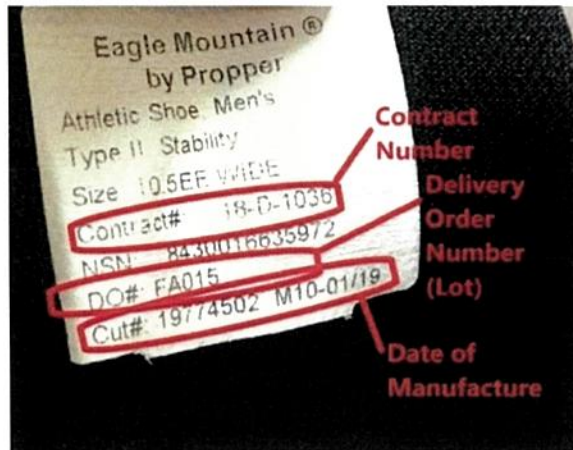 Eagle Mountain ®
by Propper
Athletic Shoe, Men's
Type II Stability
Size 10.5EE WIDE
Contract#: 18-D-1036
NSN: 8430016635972
DO#: FA015
Cut#: 19774502 M10-01/19
Contract
Number
Delivery
Order
Number
(Lot)
Date of
Manufacture